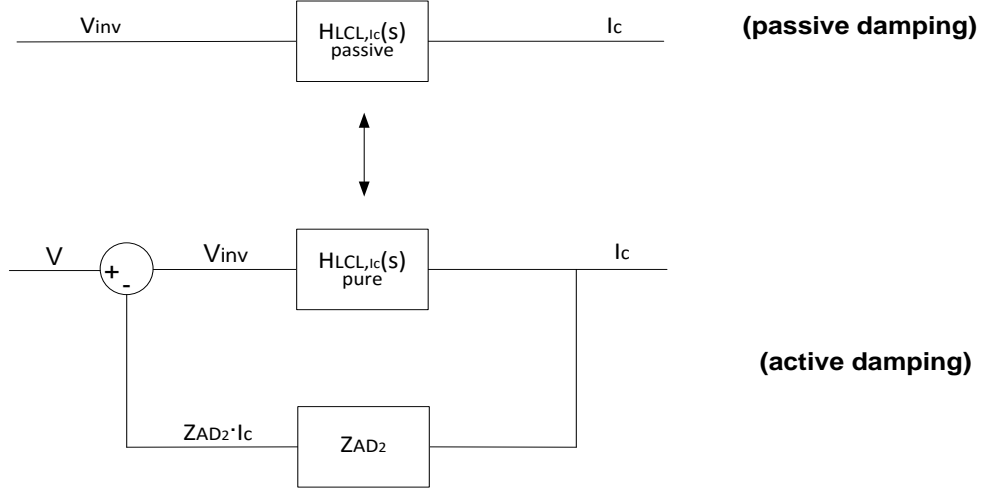 Vinv
HLCL,Ic(s)
passive
Ic
(passive damping)
V
+
-
Vinv
HLCL,Ic(s)
pure
Ic
(active damping)
ZAD2·Ic
ZAD2